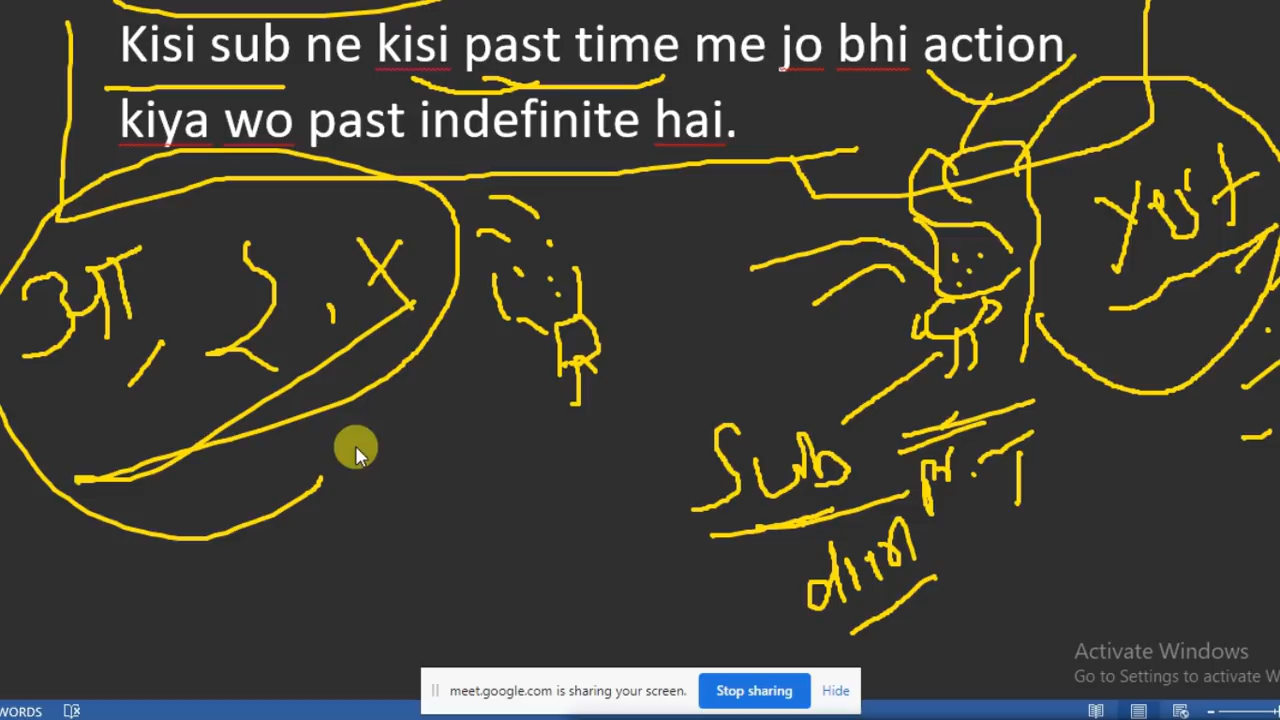 Kisi sub ne kisi past time me jo bhi action
kiya wo past indefinite hai.
Sub
P.T
Activate Windows
Go to Settings to activate W
meet.google.com is sharing your screen. Stop sharing Hide
WORDS